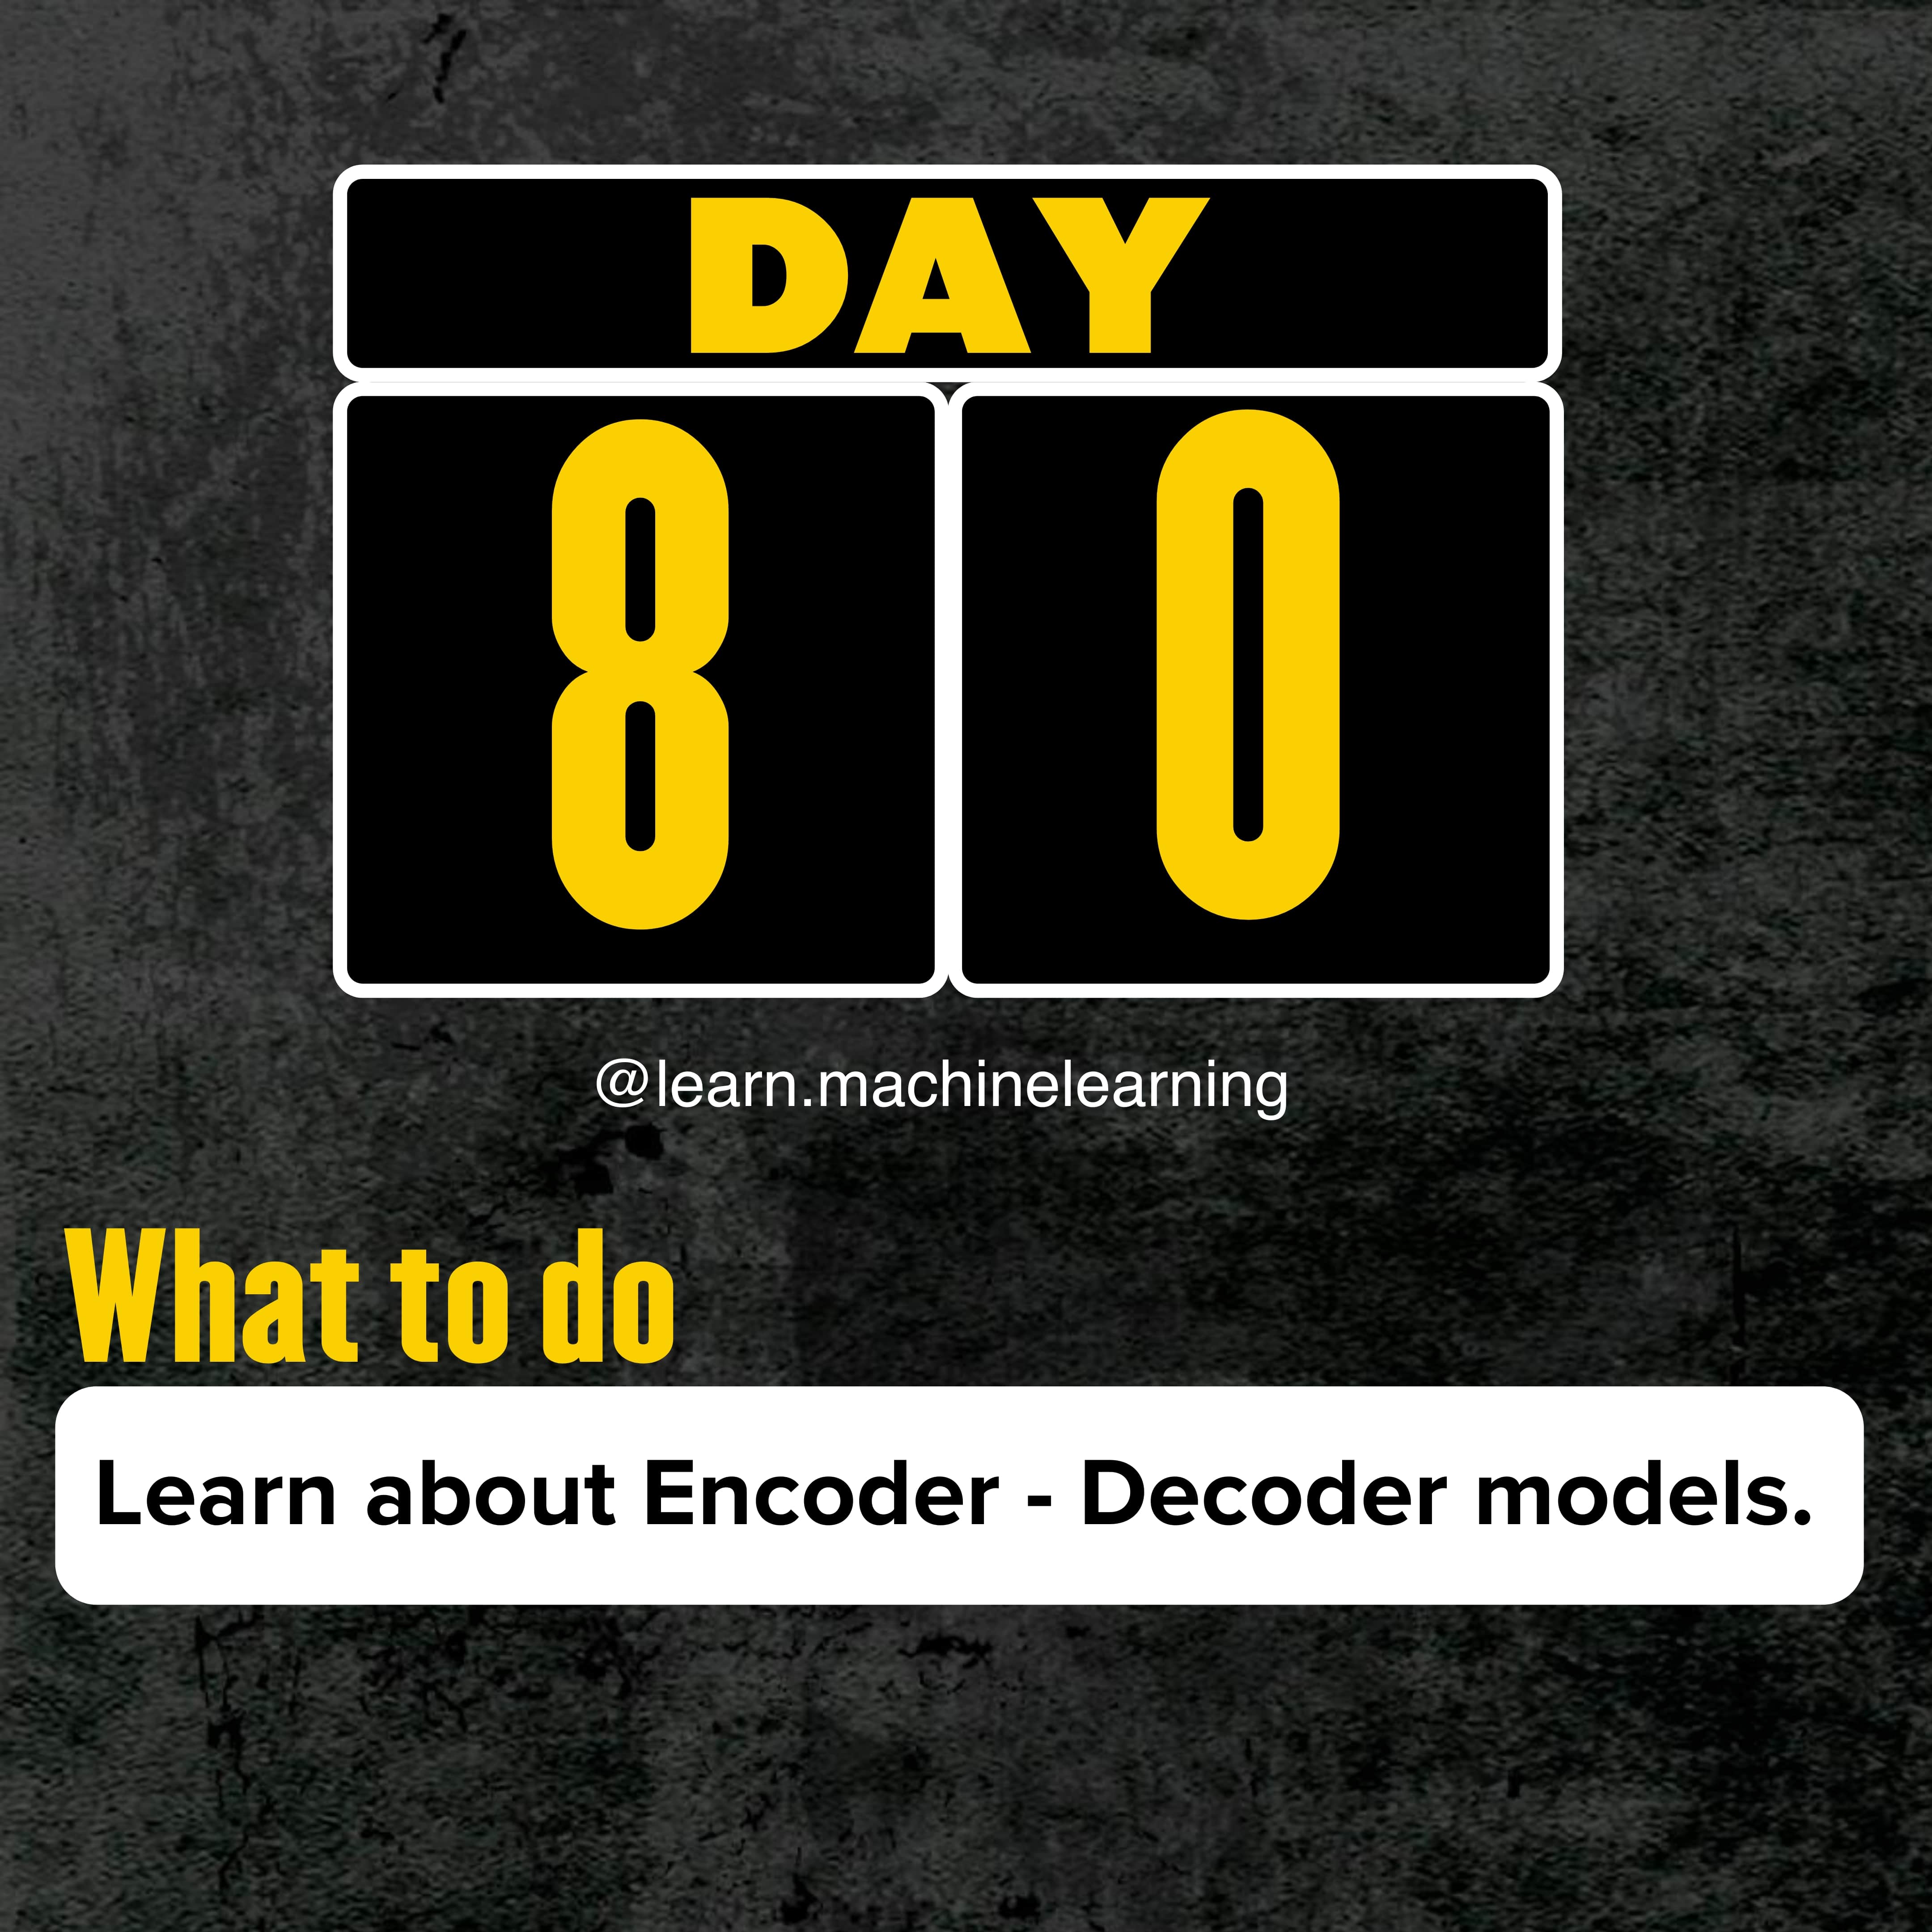 DAY
8 0
@learn.machinelearning
What to do
Learn about Encoder - Decoder models.